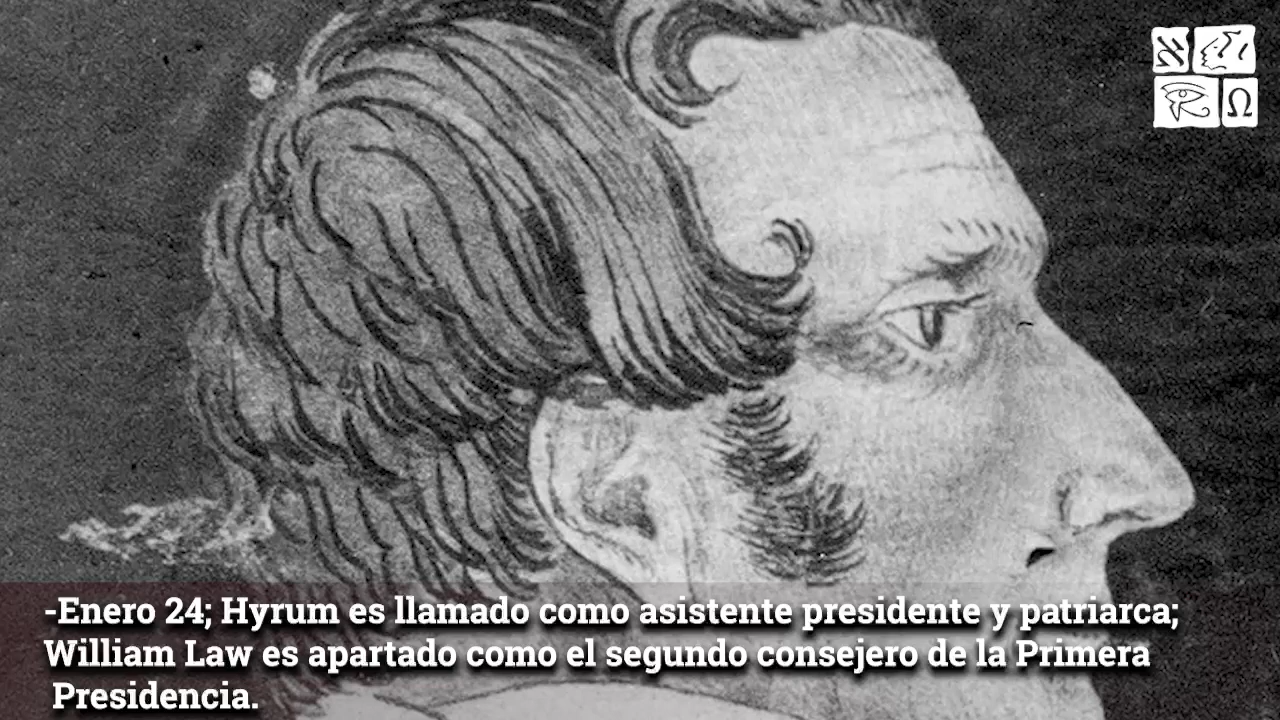 -Enero 24; Hyrum es llamado como asistente presidente y patriarca;
William Law es apartado como el segundo consejero de la Primera
Presidencia.